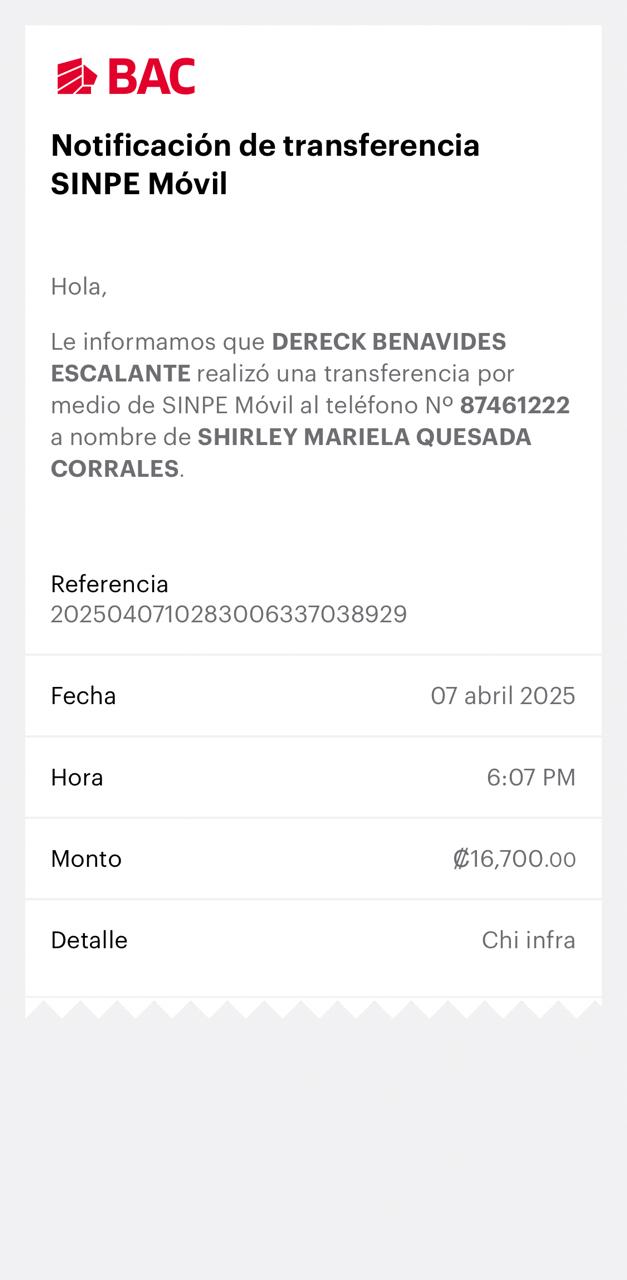 BAC
Notificación de transferencia
SINPE Móvil
Hola,
Le informamos que DERECK BENAVIDES
ESCALANTE realizó una transferencia por
medio de SINPE Móvil al teléfono Nº 87461222
a nombre de SHIRLEY MARIELA QUESADA
CORRALES.
Referencia
2025040710283006337038929
Fecha 07 abril 2025
Hora 6:07 PM
Monto ₡16,700.00
Detalle Chi infra